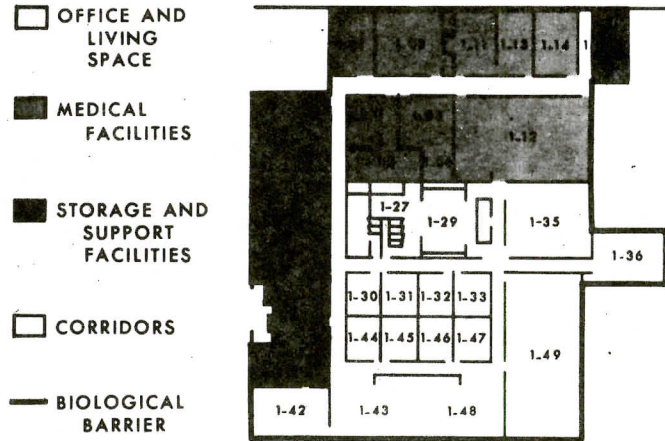 OFFICE AND
LIVING
SPACE
MEDICAL
FACILITIES
STORAGE AND
SUPPORT
FACILITIES
CORRIDORS
BIOLOGICAL
BARRIER
1-11 1-13 1-14 1
1-12
1-27
1-29
1-35
1-36
1-30 1-31 1-32 1-33
1-44 1-45 1-46 1-47
1-49
1-42
1-43
1-48